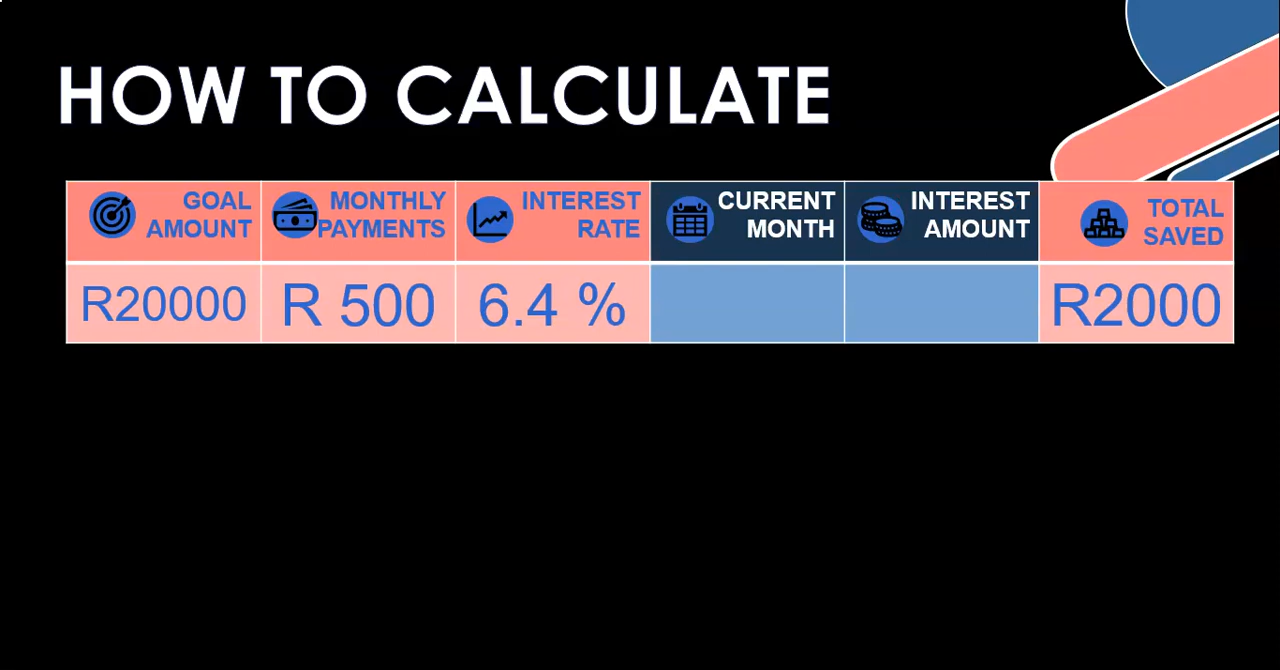 HOW TO CALCULATE
GOAL AMOUNT
MONTHLY PAYMENTS
INTEREST RATE
CURRENT MONTH
INTEREST AMOUNT
TOTAL SAVED
R20000
R 500
6.4 %
R2000